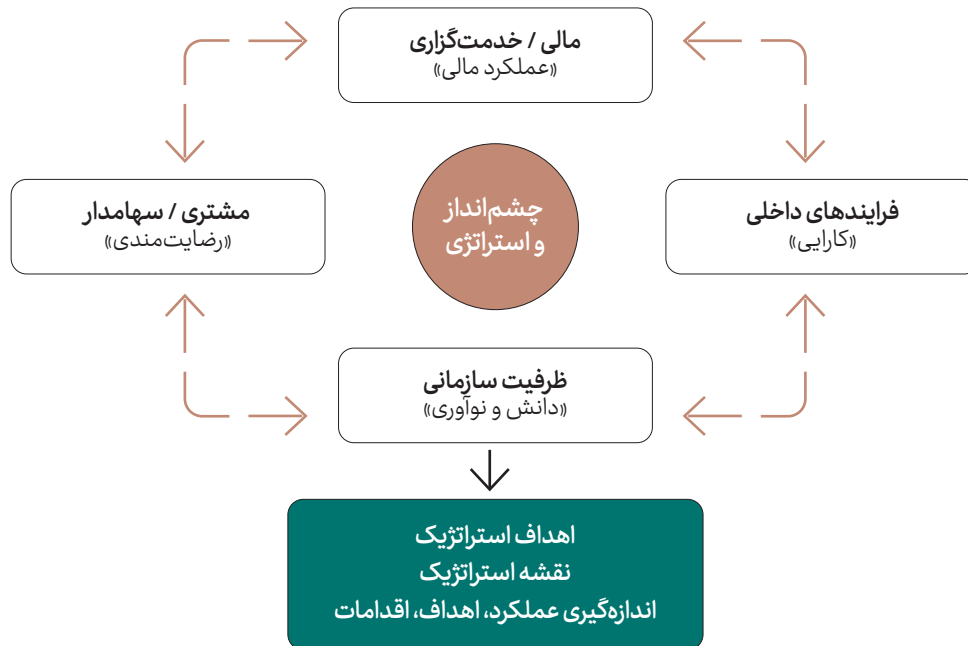 مالی / خدمت‌گزاری
«عملکرد مالی»
چشم‌انداز
و استراتژی
فرایندهای داخلی
«کارایی»
مشتری / سهامدار
«رضایت‌مندی»
ظرفیت سازمانی
«دانش و نوآوری»
اهداف استراتژیک
نقشه استراتژیک
اندازه‌گیری عملکرد، اهداف، اقدامات